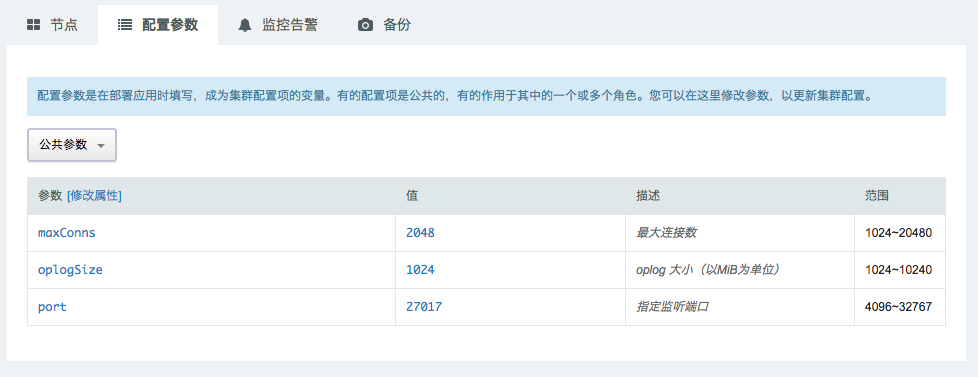 节点 配置参数 监控告警 备份
配置参数是在部署应用时填写，成为集群配置项的变量。有的配置项是公共的，有的作用于其中的一个或多个角色。您可以在这里修改参数，以更新集群配置。
公共参数
参数 [修改属性] 值 描述 范围
maxConns 2048 最大连接数 1024~20480
oplogSize 1024 oplog 大小（以MiB为单位） 1024~10240
port 27017 指定监听端口 4096~32767